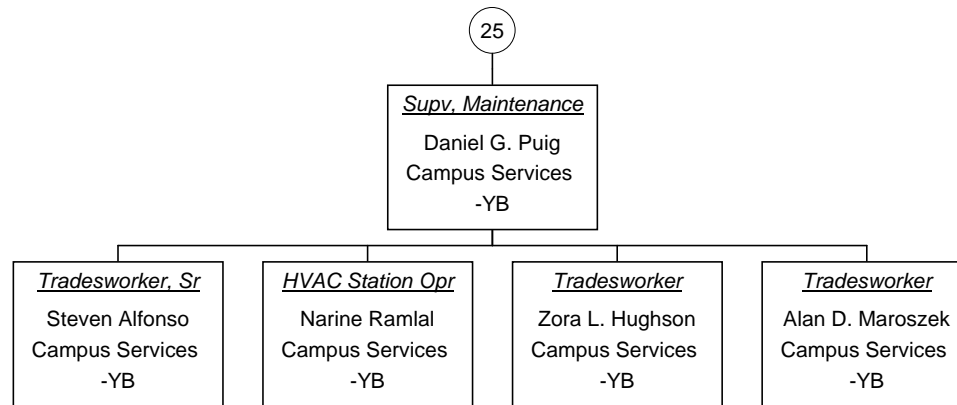 25
Supv, Maintenance
Daniel G. Puig
Campus Services
-YB
Tradesworker, Sr
Steven Alfonso
Campus Services
-YB
HVAC Station Opr
Narine Ramlal
Campus Services
-YB
Tradesworker
Zora L. Hughson
Campus Services
-YB
Tradesworker
Alan D. Maroszek
Campus Services
-YB